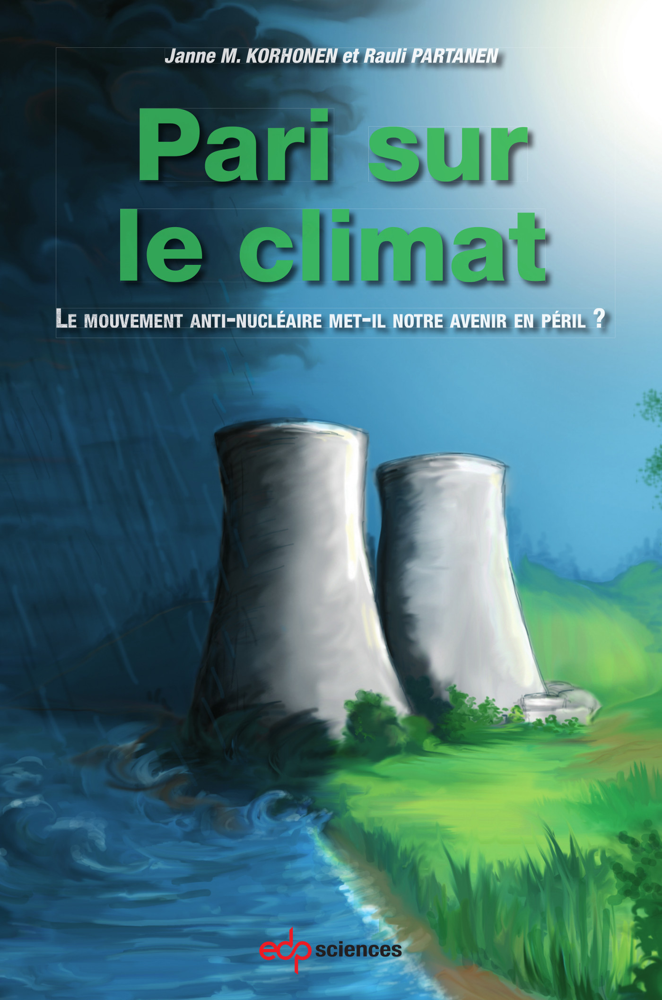 Janne M. KORHONEN et Rauli PARTANEN
Pari sur
le climat
LE MOUVEMENT ANTI-NUCLÉAIRE MET-IL NOTRE AVENIR EN PÉRIL ?
edp sciences